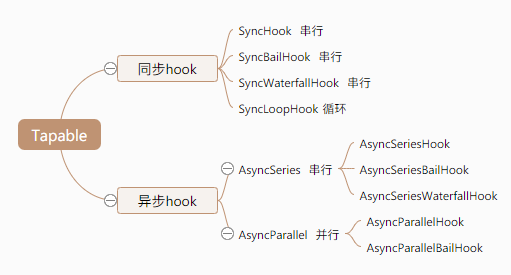 Tapable
同步hook
SyncHook 串行
SyncBailHook 串行
SyncWaterfallHook 串行
SyncLoopHook 循环
异步hook
AsyncSeries 串行
AsyncSeriesHook
AsyncSeriesBailHook
AsyncSeriesWaterfallHook
AsyncParallel 并行
AsyncParallelHook
AsyncParallelBailHook